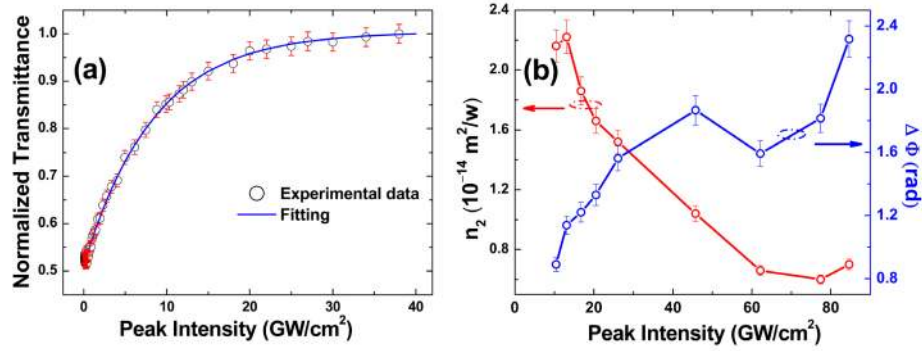 (a)
Normalized Transmittance
1.0
0.9
0.8
0.7
0.6
0.5
Experimental data
Fitting
0 10 20 30 40
Peak Intensity (GW/cm²)
(b)
n₂ (10⁻¹⁴ m²/w)
2.4
2.0
1.6
1.2
0.8
2.4
2.0
1.6
1.2
0.8
Δ Φ (rad)
0 20 40 60 80
Peak Intensity (GW/cm²)